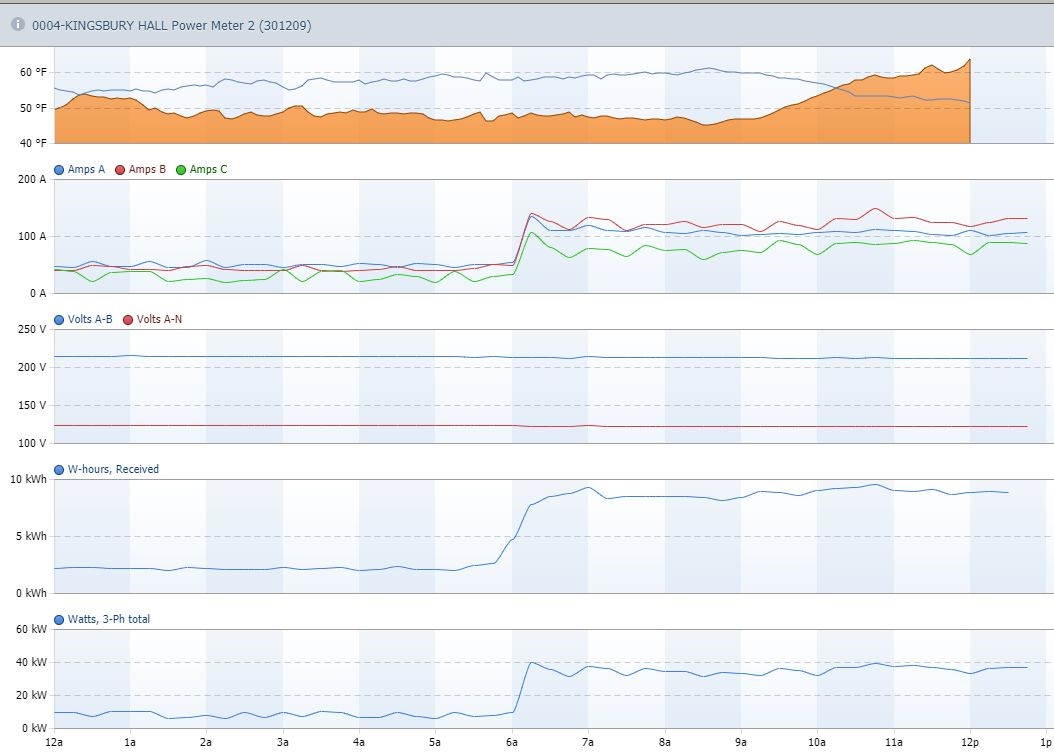 i 0004-KINGSBURY HALL Power Meter 2 (301209)
60 °F
50 °F
40 °F
Amps A Amps B Amps C
200 A
100 A
0 A
Volts A-B Volts A-N
250 V
200 V
150 V
100 V
W-hours, Received
10 kWh
5 kWh
0 kWh
Watts, 3-Ph total
60 kW
40 kW
20 kW
0 kW
12a 1a 2a 3a 4a 5a 6a 7a 8a 9a 10a 11a 12p 1p